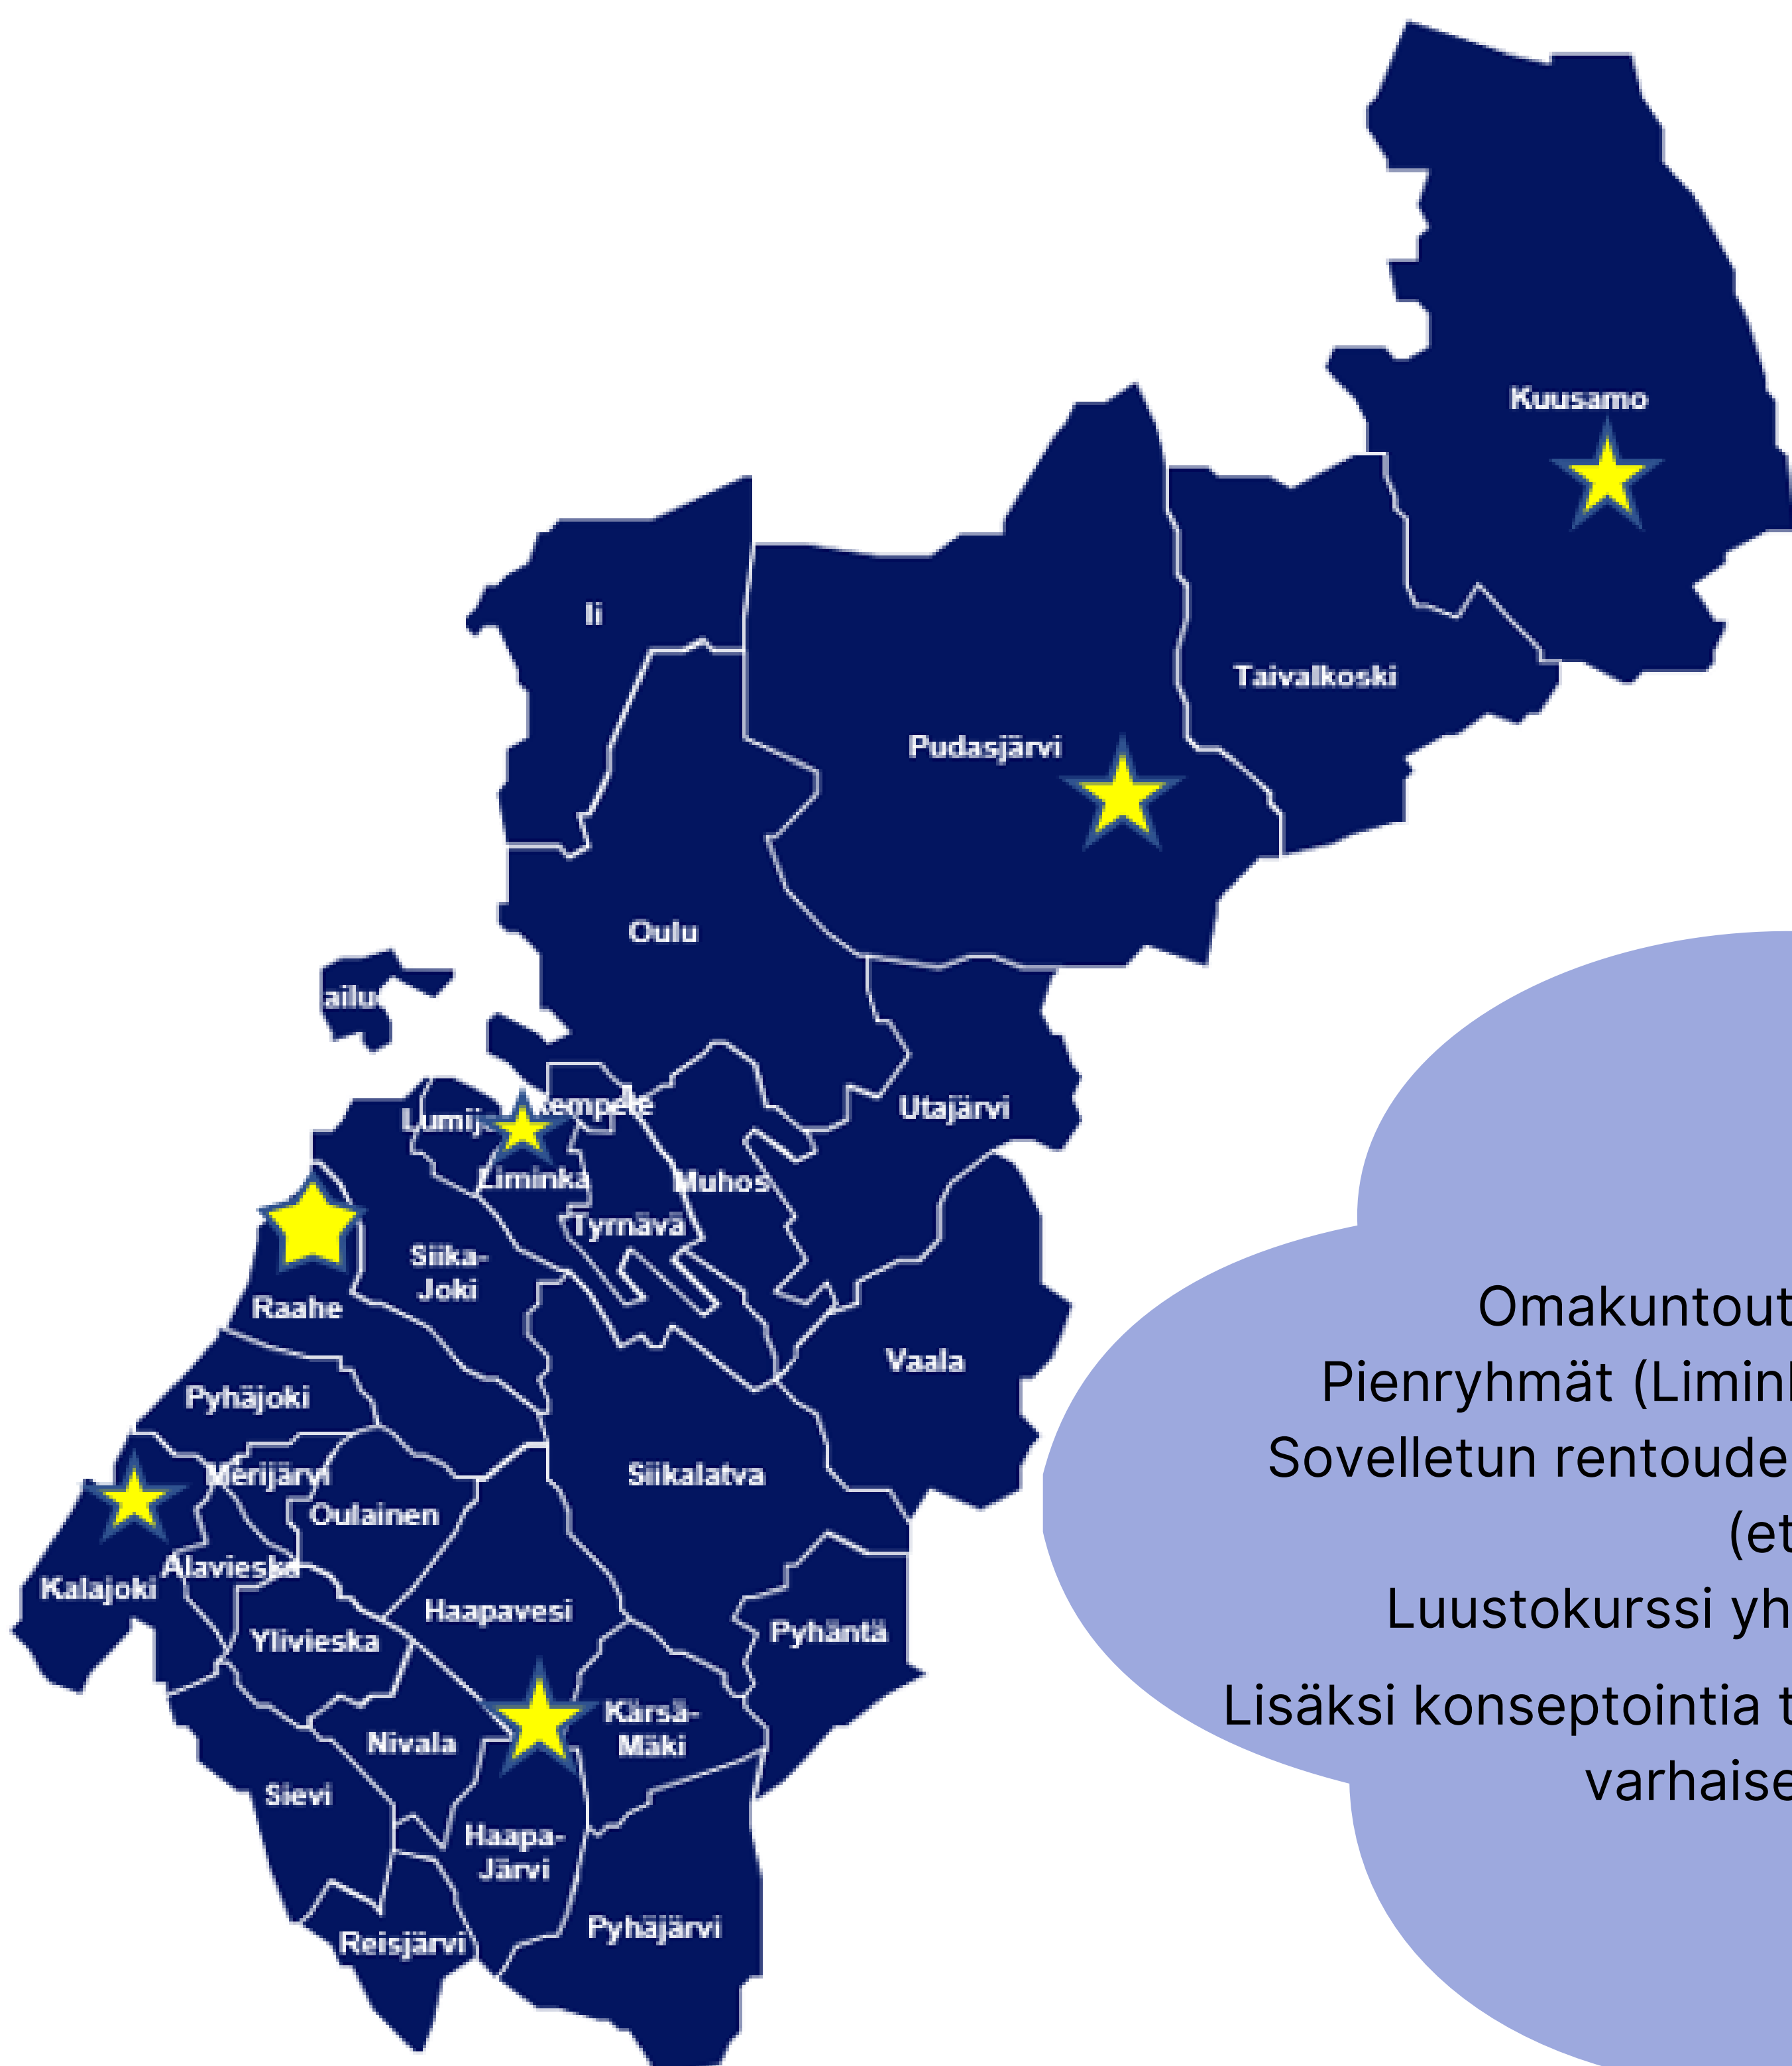 Kuusamo
Ii
Taivalkoski
Pudasjärvi
Oulu
ailu
Kempele
Lumij
Utajärvi
Liminka
Muhos
Tyrnävä
Siika-
Joki
Raahe
Vaala
Pyhäjoki
Merijärvi
Siikalatva
Oulainen
Alavieska
Kalajoki
Haapavesi
Pyhäntä
Ylivieska
Kärsä-
Mäki
Nivala
Sievi
Haapa-
Järvi
Pyhäjärvi
Reisjärvi
Omakuntout
Pienryhmät (Limin
Sovelletun rentoude
(et
Luustokurssi yh
Lisäksi konseptointia t
varhaise